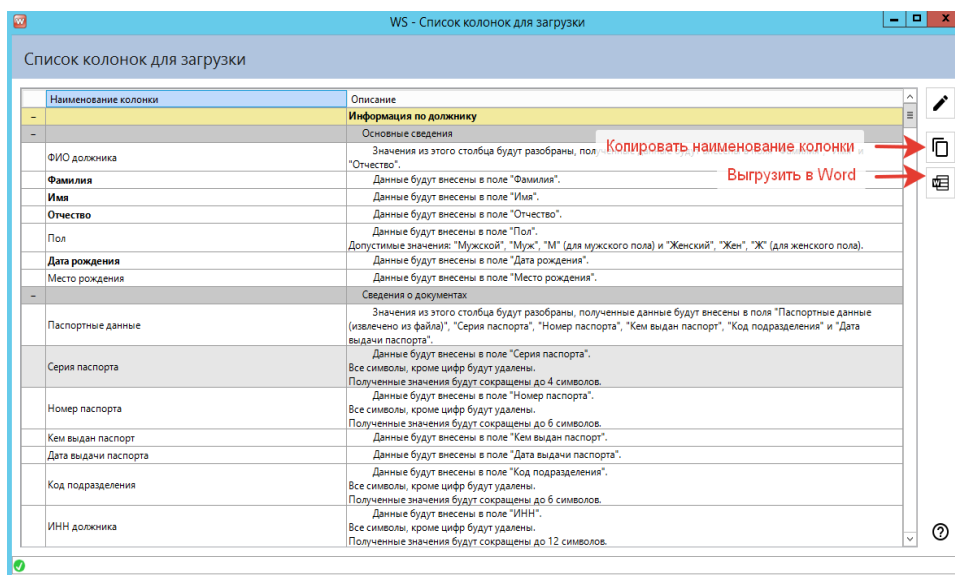 WS - Список колонок для загрузки
Список колонок для загрузки
Наименование колонки Описание
Информация по должнику
Основные сведения
ФИО должника
Значения из этого столбца будут разобраны, и
"Отчество".
Копировать наименование колонки
Фамилия Данные будут внесены в поле "Фамилия".
Выгрузить в Word
Имя Данные будут внесены в поле "Имя".
Отчество Данные будут внесены в поле "Отчество".
Пол
Данные будут внесены в поле "Пол".
Допустимые значения: "Мужской", "Муж", "М" (для мужского пола) и "Женский", "Жен", "Ж" (для женского пола).
Дата рождения Данные будут внесены в поле "Дата рождения".
Место рождения Данные будут внесены в поле "Место рождения".
Сведения о документах
Паспортные данные
Значения из этого столбца будут разобраны, полученные данные будут внесены в поля "Паспортные данные
(извлечено из файла)", "Серия паспорта", "Номер паспорта", "Кем выдан паспорт", "Код подразделения" и "Дата
выдачи паспорта".
Серия паспорта
Данные будут внесены в поле "Серия паспорта".
Все символы, кроме цифр будут удалены.
Полученные значения будут сокращены до 4 символов.
Номер паспорта
Данные будут внесены в поле "Номер паспорта".
Все символы, кроме цифр будут удалены.
Полученные значения будут сокращены до 6 символов.
Кем выдан паспорт Данные будут внесены в поле "Кем выдан паспорт".
Дата выдачи паспорта Данные будут внесены в поле "Дата выдачи паспорта".
Код подразделения
Данные будут внесены в поле "Код подразделения".
Все символы, кроме цифр будут удалены.
Полученные значения будут сокращены до 6 символов.
ИНН должника
Данные будут внесены в поле "ИНН".
Все символы, кроме цифр будут удалены.
Полученные значения будут сокращены до 12 символов.